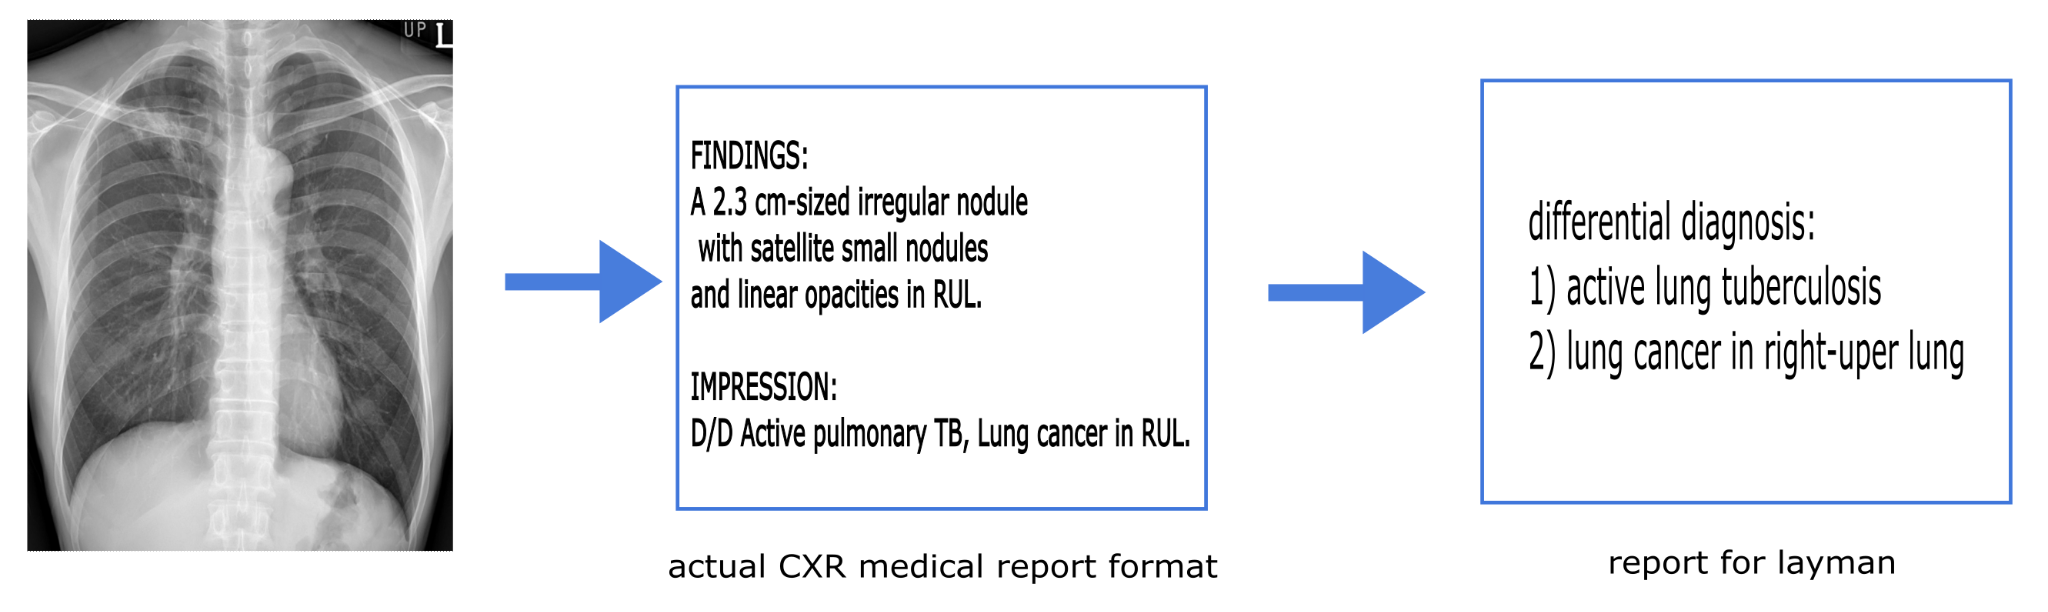 UP L
FINDINGS:
A 2.3 cm-sized irregular nodule
with satellite small nodules
and linear opacities in RUL.
IMPRESSION:
D/D Active pulmonary TB, Lung cancer in RUL.
actual CXR medical report format
differential diagnosis:
1) active lung tuberculosis
2) lung cancer in right-uper lung
report for layman